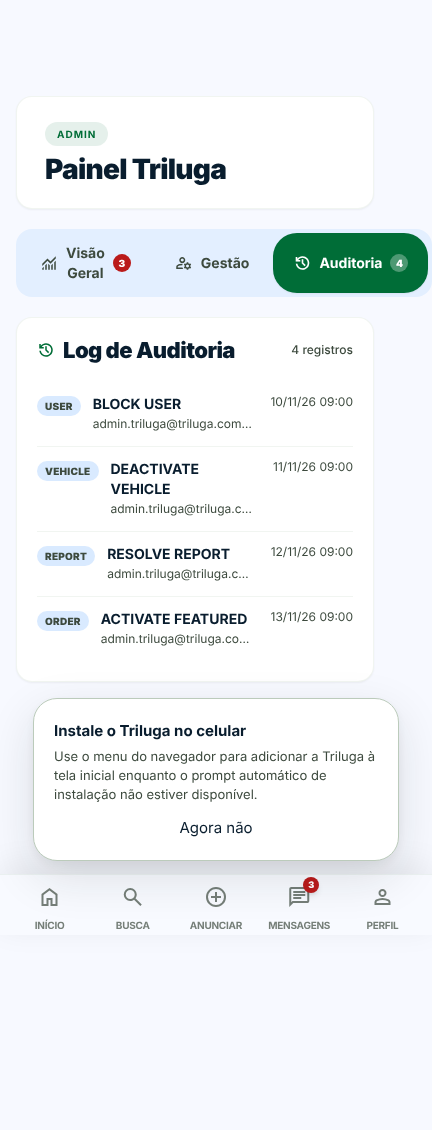 ADMIN
Painel Triluga
Visão
Geral
3
Gestão
Auditoria 4
Log de Auditoria
4 registros
USER
BLOCK USER
10/11/26 09:00
admin.triluga@triluga.com...
VEHICLE
DEACTIVATE
VEHICLE
11/11/26 09:00
admin.triluga@triluga.c...
REPORT
RESOLVE REPORT
12/11/26 09:00
admin.triluga@triluga.c...
ORDER
ACTIVATE FEATURED
13/11/26 09:00
admin.triluga@triluga.co...
Instale o Triluga no celular
Use o menu do navegador para adicionar a Triluga à
tela inicial enquanto o prompt automático de
instalação não estiver disponível.
Agora não
3
INÍCIO
BUSCA
ANUNCIAR
MENSAGENS
PERFIL